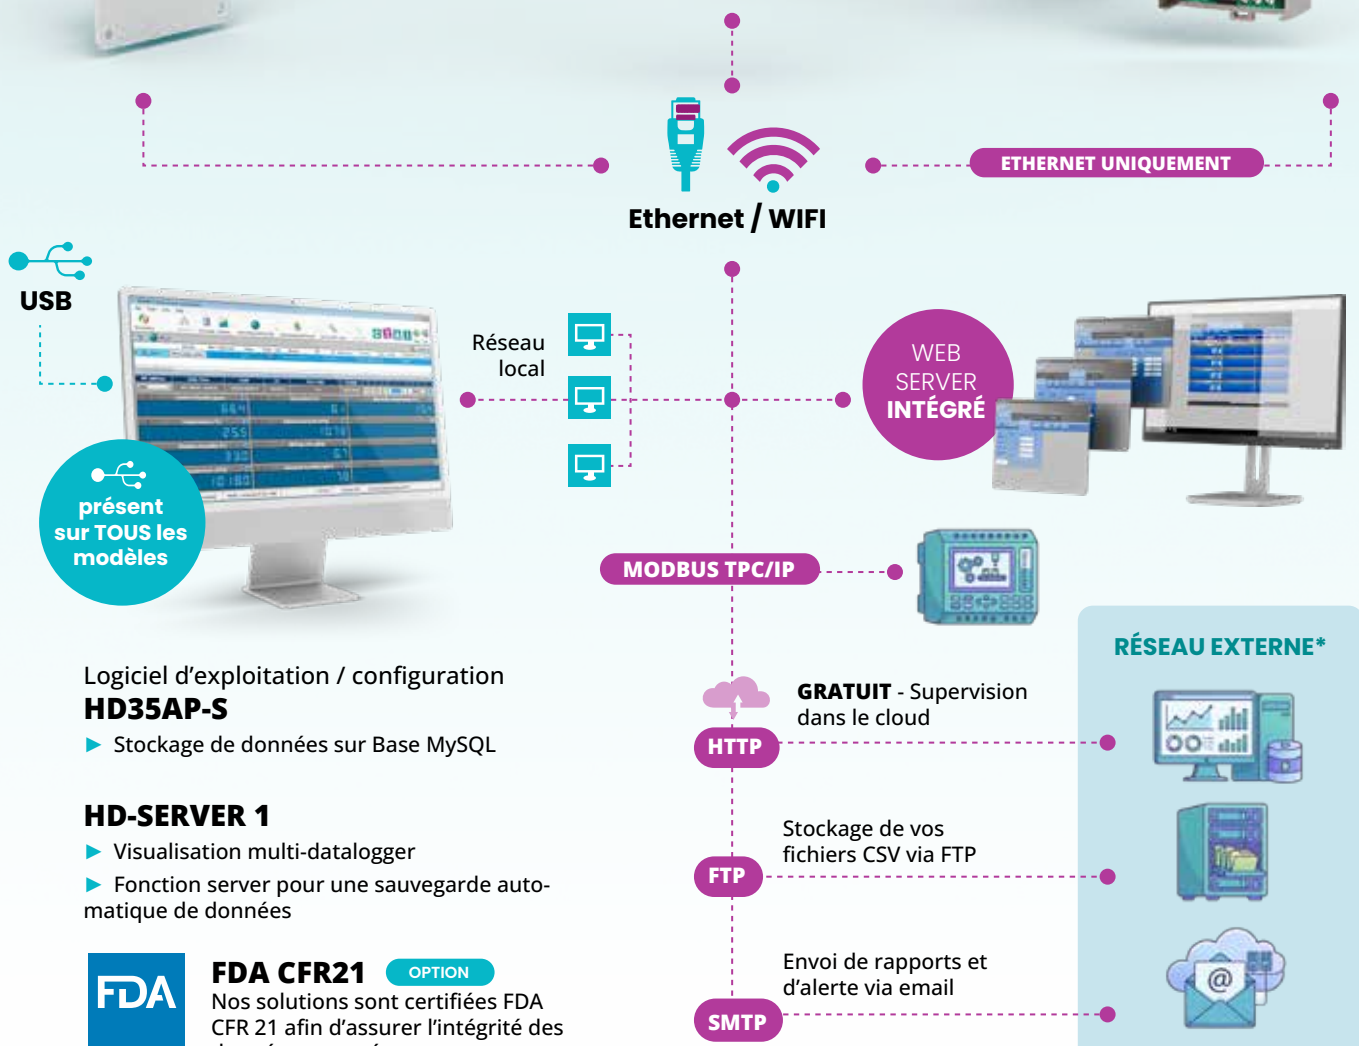 ETHERNET UNIQUEMENT
Ethernet / WIFI
USB
Réseau
local
WEB
SERVER
INTÉGRÉ
présent
sur TOUS les
modèles
MODBUS TPC/IP
RÉSEAU EXTERNE*
Logiciel d'exploitation / configuration
HD35AP-S
► Stockage de données sur Base MySQL
HD-SERVER 1
► Visualisation multi-datalogger
► Fonction server pour une sauvegarde auto-
matique de données
FDA
FDA CFR21 OPTION
Nos solutions sont certifiées FDA
CFR 21 afin d'assurer l'intégrité des
GRATUIT - Supervision
dans le cloud
HTTP
Stockage de vos
fichiers CSV via FTP
FTP
Envoi de rapports et
d'alerte via email
SMTP
@